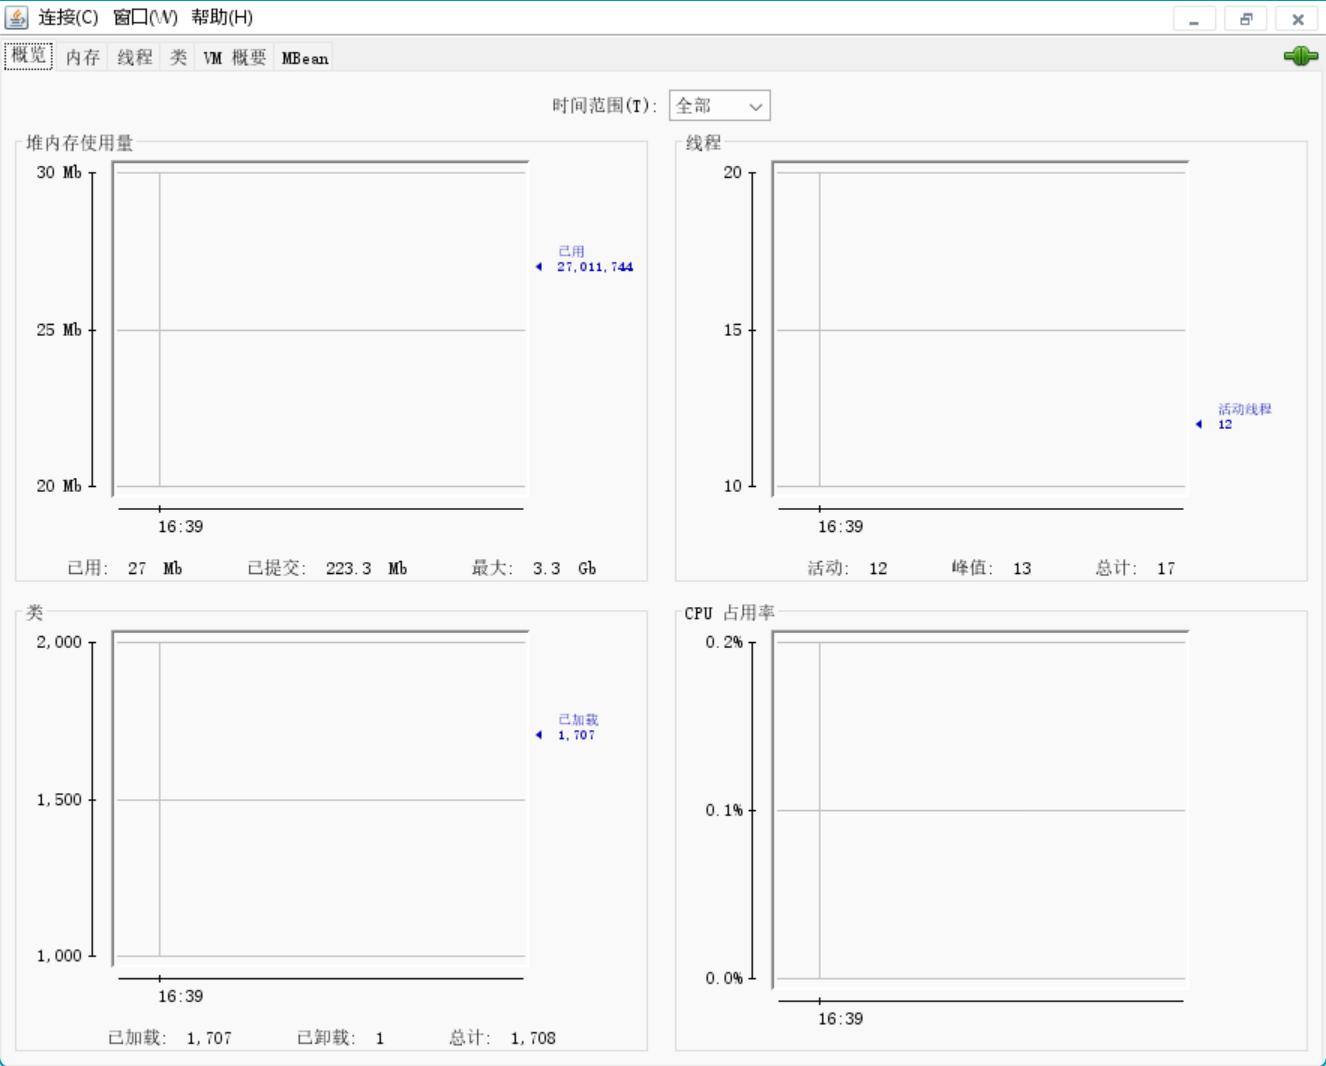 连接(C) 窗口(W) 帮助(H)
概览 内存 线程 类 VM 概要 MBean
时间范围(T): 全部
堆内存使用量
30 Mb
25 Mb
20 Mb
已用
27,011,744
16:39
已用: 27 Mb 已提交: 223.3 Mb 最大: 3.3 Gb
线程
20
15
10
活动线程
12
16:39
活动: 12 峰值: 13 总计: 17
类
2,000
1,500
1,000
已加载
1,707
16:39
已加载: 1,707 已卸载: 1 总计: 1,708
CPU 占用率
0.2%
0.1%
0.0%
16:39